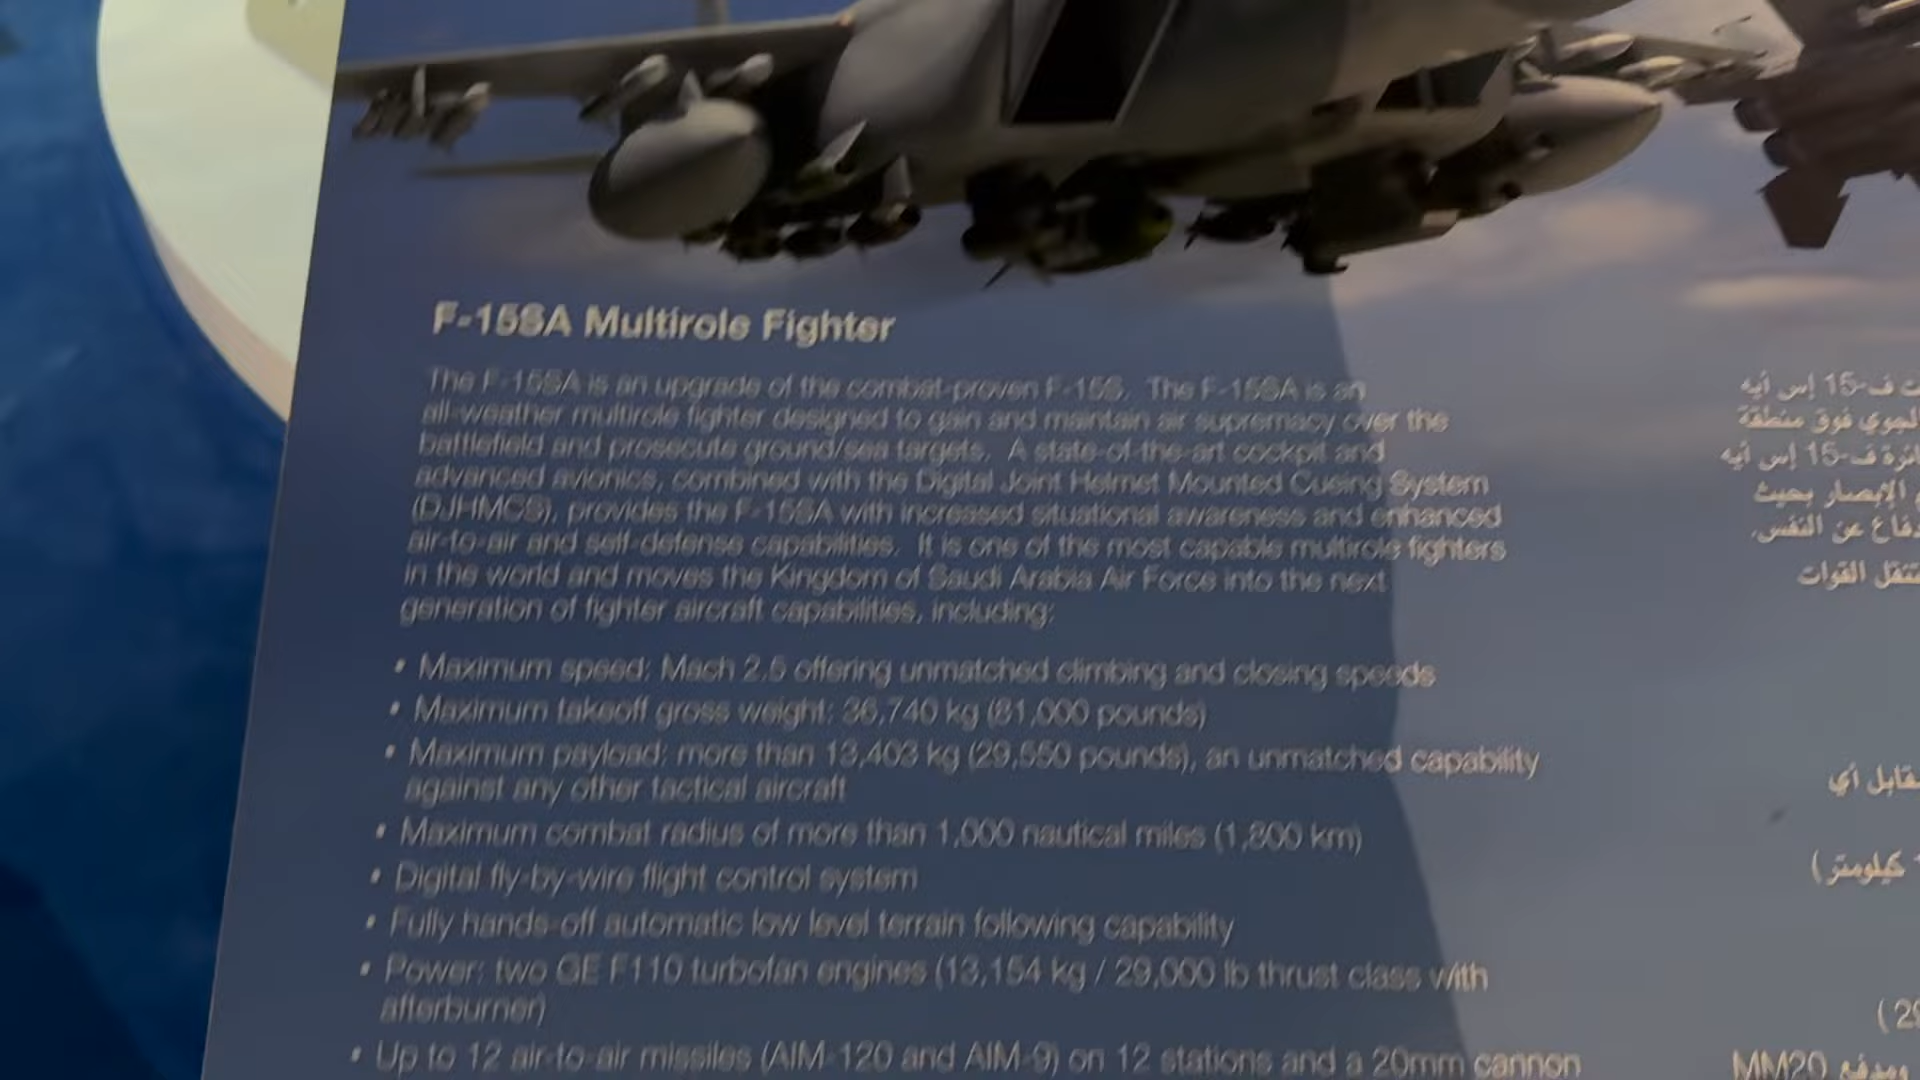 F-15SA Multirole Fighter
The F-15SA is an upgrade of the combat-proven F-15S. The F-15SA is an
all-weather multirole fighter designed to gain and maintain air supremacy over the
battlefield and prosecute ground/sea targets. A state-of-the-art cockpit and
advanced avionics, combined with the Digital Joint Helmet Mounted Cueing System
(DJHMCS), provides the F-15SA with increased situational awareness and enhanced
air-to-air and self-defense capabilities. It is one of the most capable multirole fighters
in the world and moves the Kingdom of Saudi Arabia Air Force into the next
generation of fighter aircraft capabilities, including:
• Maximum speed: Mach 2.5 offering unmatched climbing and closing speeds
• Maximum takeoff gross weight: 36,740 kg (81,000 pounds)
• Maximum payload: more than 13,403 kg (29,550 pounds), an unmatched capability
against any other tactical aircraft
• Maximum combat radius of more than 1,000 nautical miles (1,800 km)
• Digital fly-by-wire flight control system
• Fully hands-off automatic low level terrain following capability
• Power: two GE F110 turbofan engines (13,154 kg / 29,000 lb thrust class with
afterburner)
• Up to 12 air-to-air missiles (AIM-120 and AIM-9) on 12 stations and a 20mm cannon
ف-15 إس أيه
فوق منطقة
ف-15 إس أيه
الإبصار بحيث
عن النفس.
القوات
أي
كيلومتر)
ومدفع MM20